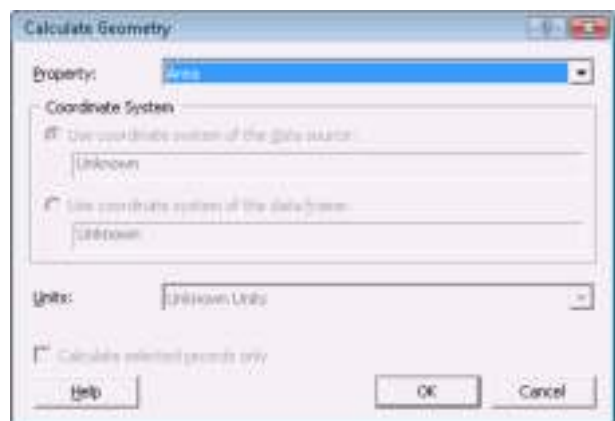 Calculate Geometry
Property: Area
Coordinate System
Use coordinate system of the data source:
Unknown
Use coordinate system of the data frame:
Unknown
Units: Unknown Units
Calculate selected records only
Help OK Cancel